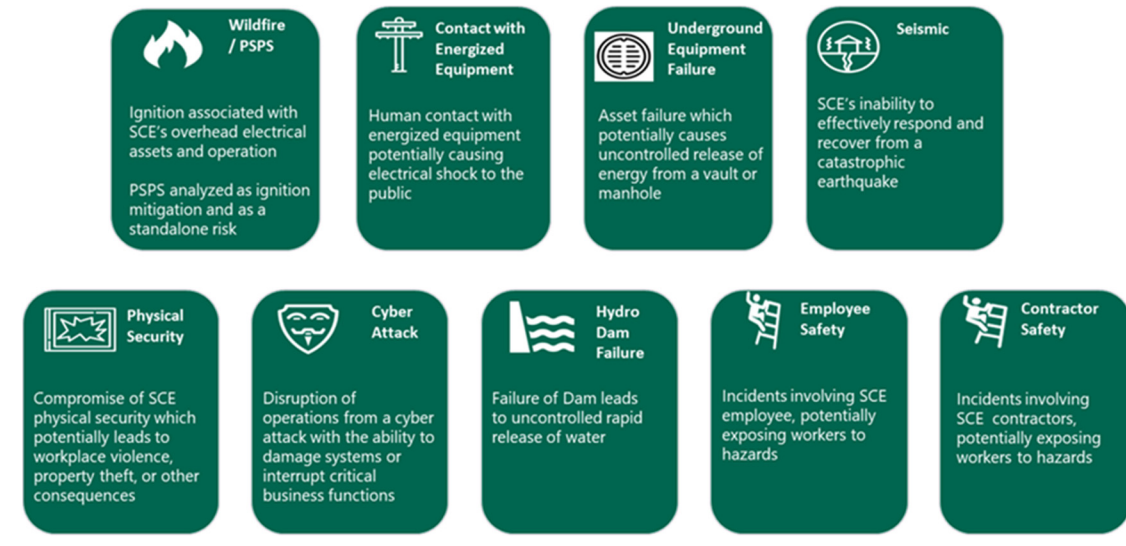 Wildfire
/ PSPS
Ignition associated with
SCE's overhead electrical
assets and operation
PSPS analyzed as ignition
mitigation and as a
standalone risk
Contact with
Energized
Equipment
Human contact with
energized equipment
potentially causing
electrical shock to the
public
Underground
Equipment
Failure
Asset failure which
potentially causes
uncontrolled release of
energy from a vault or
manhole
Seismic
SCE's inability to
effectively respond and
recover from a
catastrophic
earthquake
Physical
Security
Compromise of SCE
physical security which
potentially leads to
workplace violence,
property theft, or other
consequences
Cyber
Attack
Disruption of
operations from a cyber
attack with the ability to
damage systems or
interrupt critical
business functions
Hydro
Dam
Failure
Failure of Dam leads
to uncontrolled rapid
release of water
Employee
Safety
Incidents involving SCE
employee, potentially
exposing workers to
hazards
Contractor
Safety
Incidents involving
SCE contractors,
potentially exposing
workers to hazards